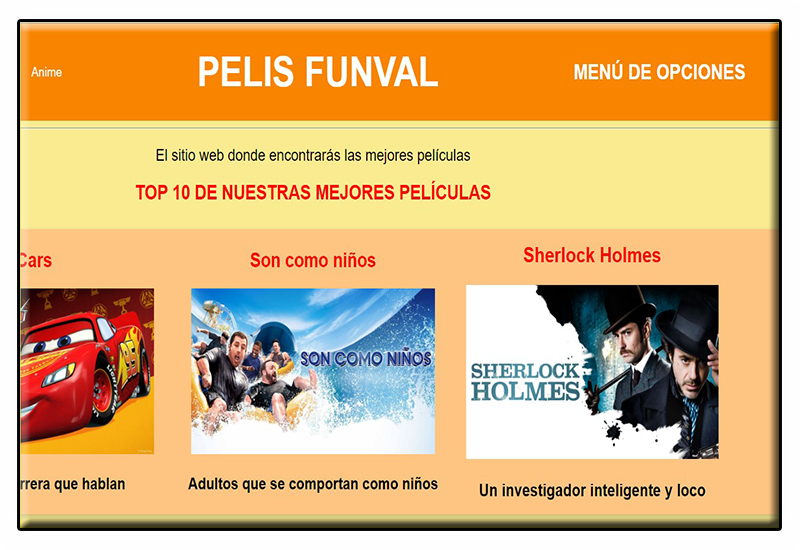 Anime
PELIS FUNVAL
MENÚ DE OPCIONES
El sitio web donde encontrarás las mejores películas
TOP 10 DE NUESTRAS MEJORES PELÍCULAS
Cars
Son como niños
Sherlock Holmes
95
SON COMO NIÑOS
SHERLOCK
HOLMES
rrera que hablan
Adultos que se comportan como niños
Un investigador inteligente y loco